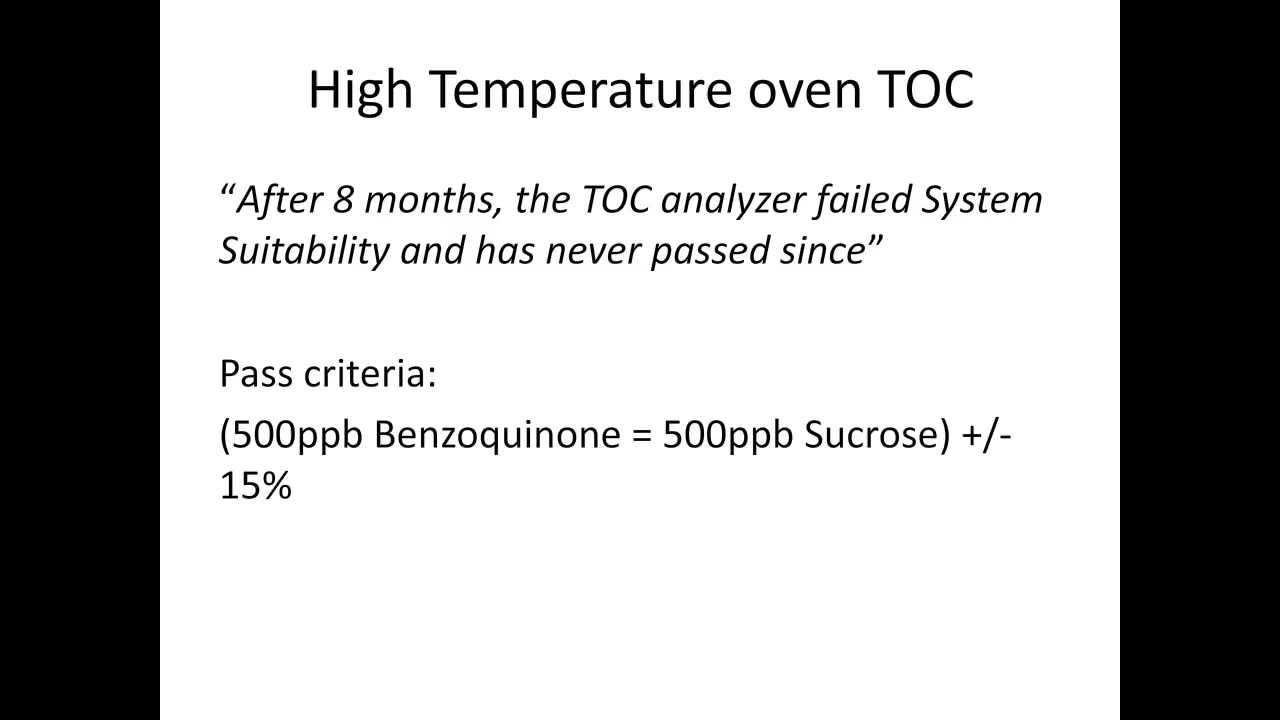 High Temperature oven TOC
“After 8 months, the TOC analyzer failed System
Suitability and has never passed since”
Pass criteria:
(500ppb Benzoquinone = 500ppb Sucrose) +/-
15%